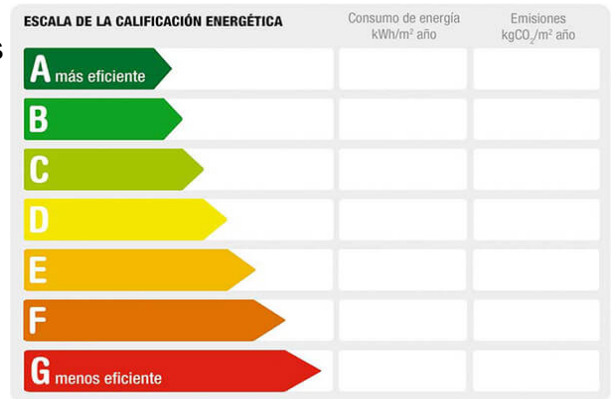 ESCALA DE LA CALIFICACIÓN ENERGÉTICA
Consumo de energía
kWh/m² año
Emisiones
kgCO₂/m² año
A más eficiente
B
C
D
E
F
G menos eficiente